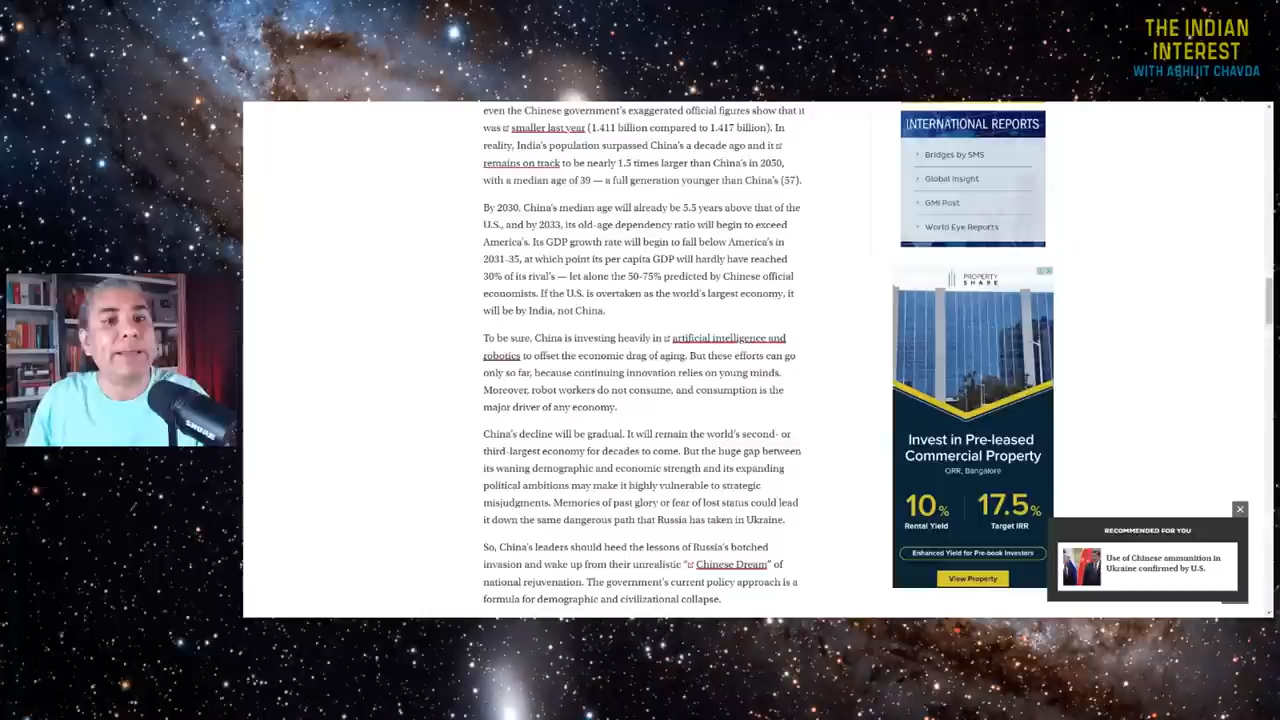 THE INDIAN
INTEREST
WITH ABHIJIT CHAVDA
even the Chinese government's exaggerated official figures show that it
was smaller last year (1.411 billion compared to 1.417 billion). In
reality, India's population surpassed China's a decade ago and it
remains on track to be nearly 1.5 times larger than China's in 2050,
with a median age of 39 — a full generation younger than China's (57).
By 2030, China's median age will already be 5.5 years above that of the
U.S., and by 2033, its old-age dependency ratio will begin to exceed
America's. Its GDP growth rate will begin to fall below America's in
2031-35, at which point its per capita GDP will hardly have reached
30% of its rival's — let alone the 50-75% predicted by Chinese official
economists. If the U.S. is overtaken as the world's largest economy, it
will be by India, not China.
To be sure, China is investing heavily in artificial intelligence and
robotics to offset the economic drag of aging. But these efforts can go
only so far, because continuing innovation relies on young minds.
Moreover, robot workers do not consume, and consumption is the
major driver of any economy.
China's decline will be gradual. It will remain the world's second- or
third-largest economy for decades to come. But the huge gap between
its waning demographic and economic strength and its expanding
political ambitions may make it highly vulnerable to strategic
misjudgments. Memories of past glory or fear of lost status could lead
it down the same dangerous path that Russia has taken in Ukraine.
So, China's leaders should heed the lessons of Russia's botched
invasion and wake up from their unrealistic “Chinese Dream” of
national rejuvenation. The government's current policy approach is a
formula for demographic and civilizational collapse.
INTERNATIONAL REPORTS
Bridges by SMS
Global Insight
GMI Post
World Eye Reports
PROPERTY
SHARE
Invest in Pre-leased
Commercial Property
ORR, Bangalore
10% 17.5%
Rental Yield Target IRR
Enhanced Yield for Pre-book Investors
View Property
RECOMMENDED FOR YOU
Use of Chinese ammunition in
Ukraine confirmed by U.S.
SHURE